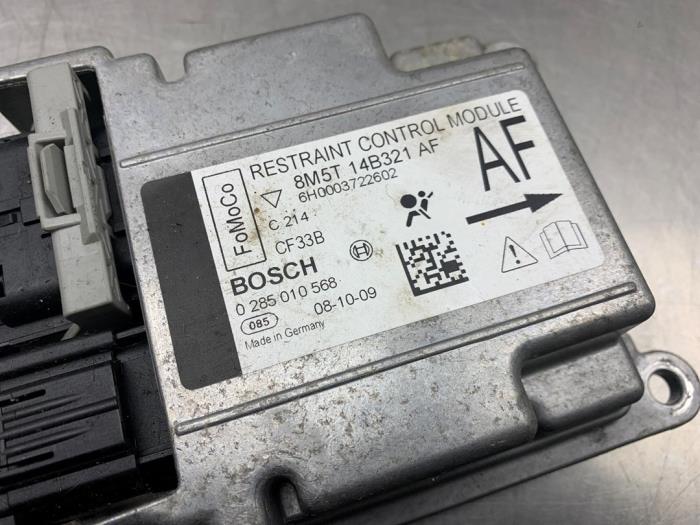 RESTRAINT CONTROL MODULE
8M5T 14B321 AF
6H0003722602
FoMoCo
C 214
CF33B
AF
BOSCH
0 285 010 568
085
08-10-09
Made in Germany